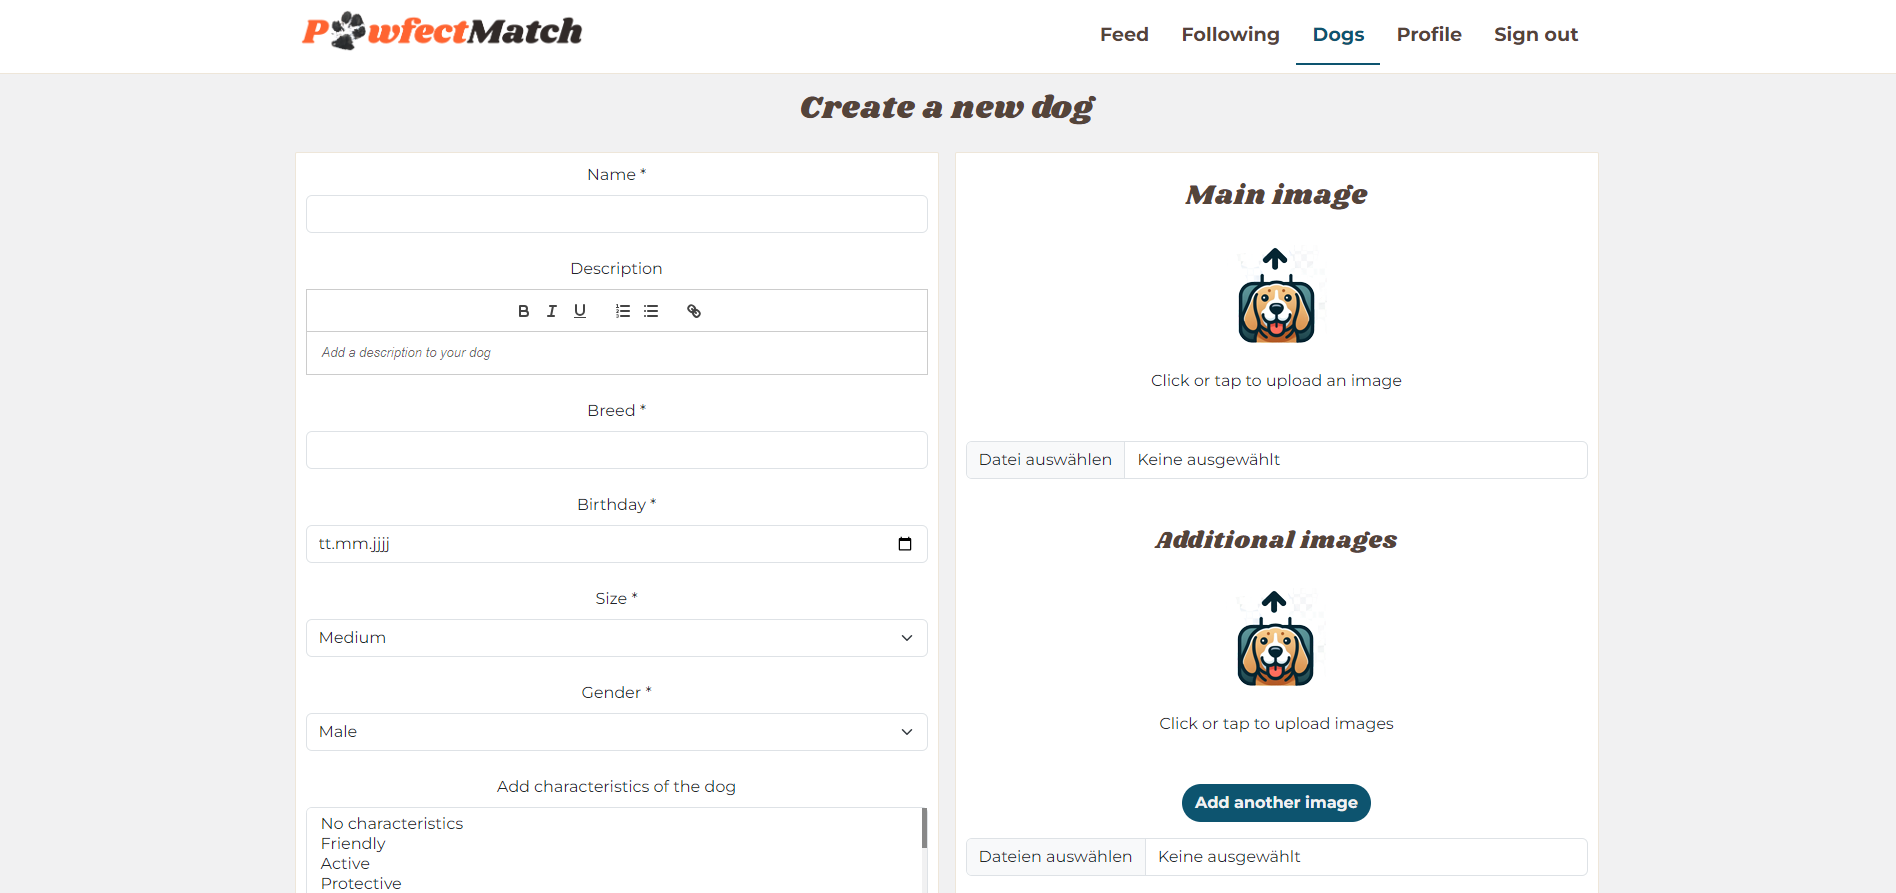 PawfectMatch
Feed Following Dogs Profile Sign out
Create a new dog
Name *
Description
B I U
Add a description to your dog
Breed *
Birthday *
tt.mm.jjjj
Size *
Medium
Gender *
Male
Add characteristics of the dog
No characteristics
Friendly
Active
Protective
Main image
Click or tap to upload an image
Datei auswählen Keine ausgewählt
Additional images
Click or tap to upload images
Add another image
Dateien auswählen Keine ausgewählt